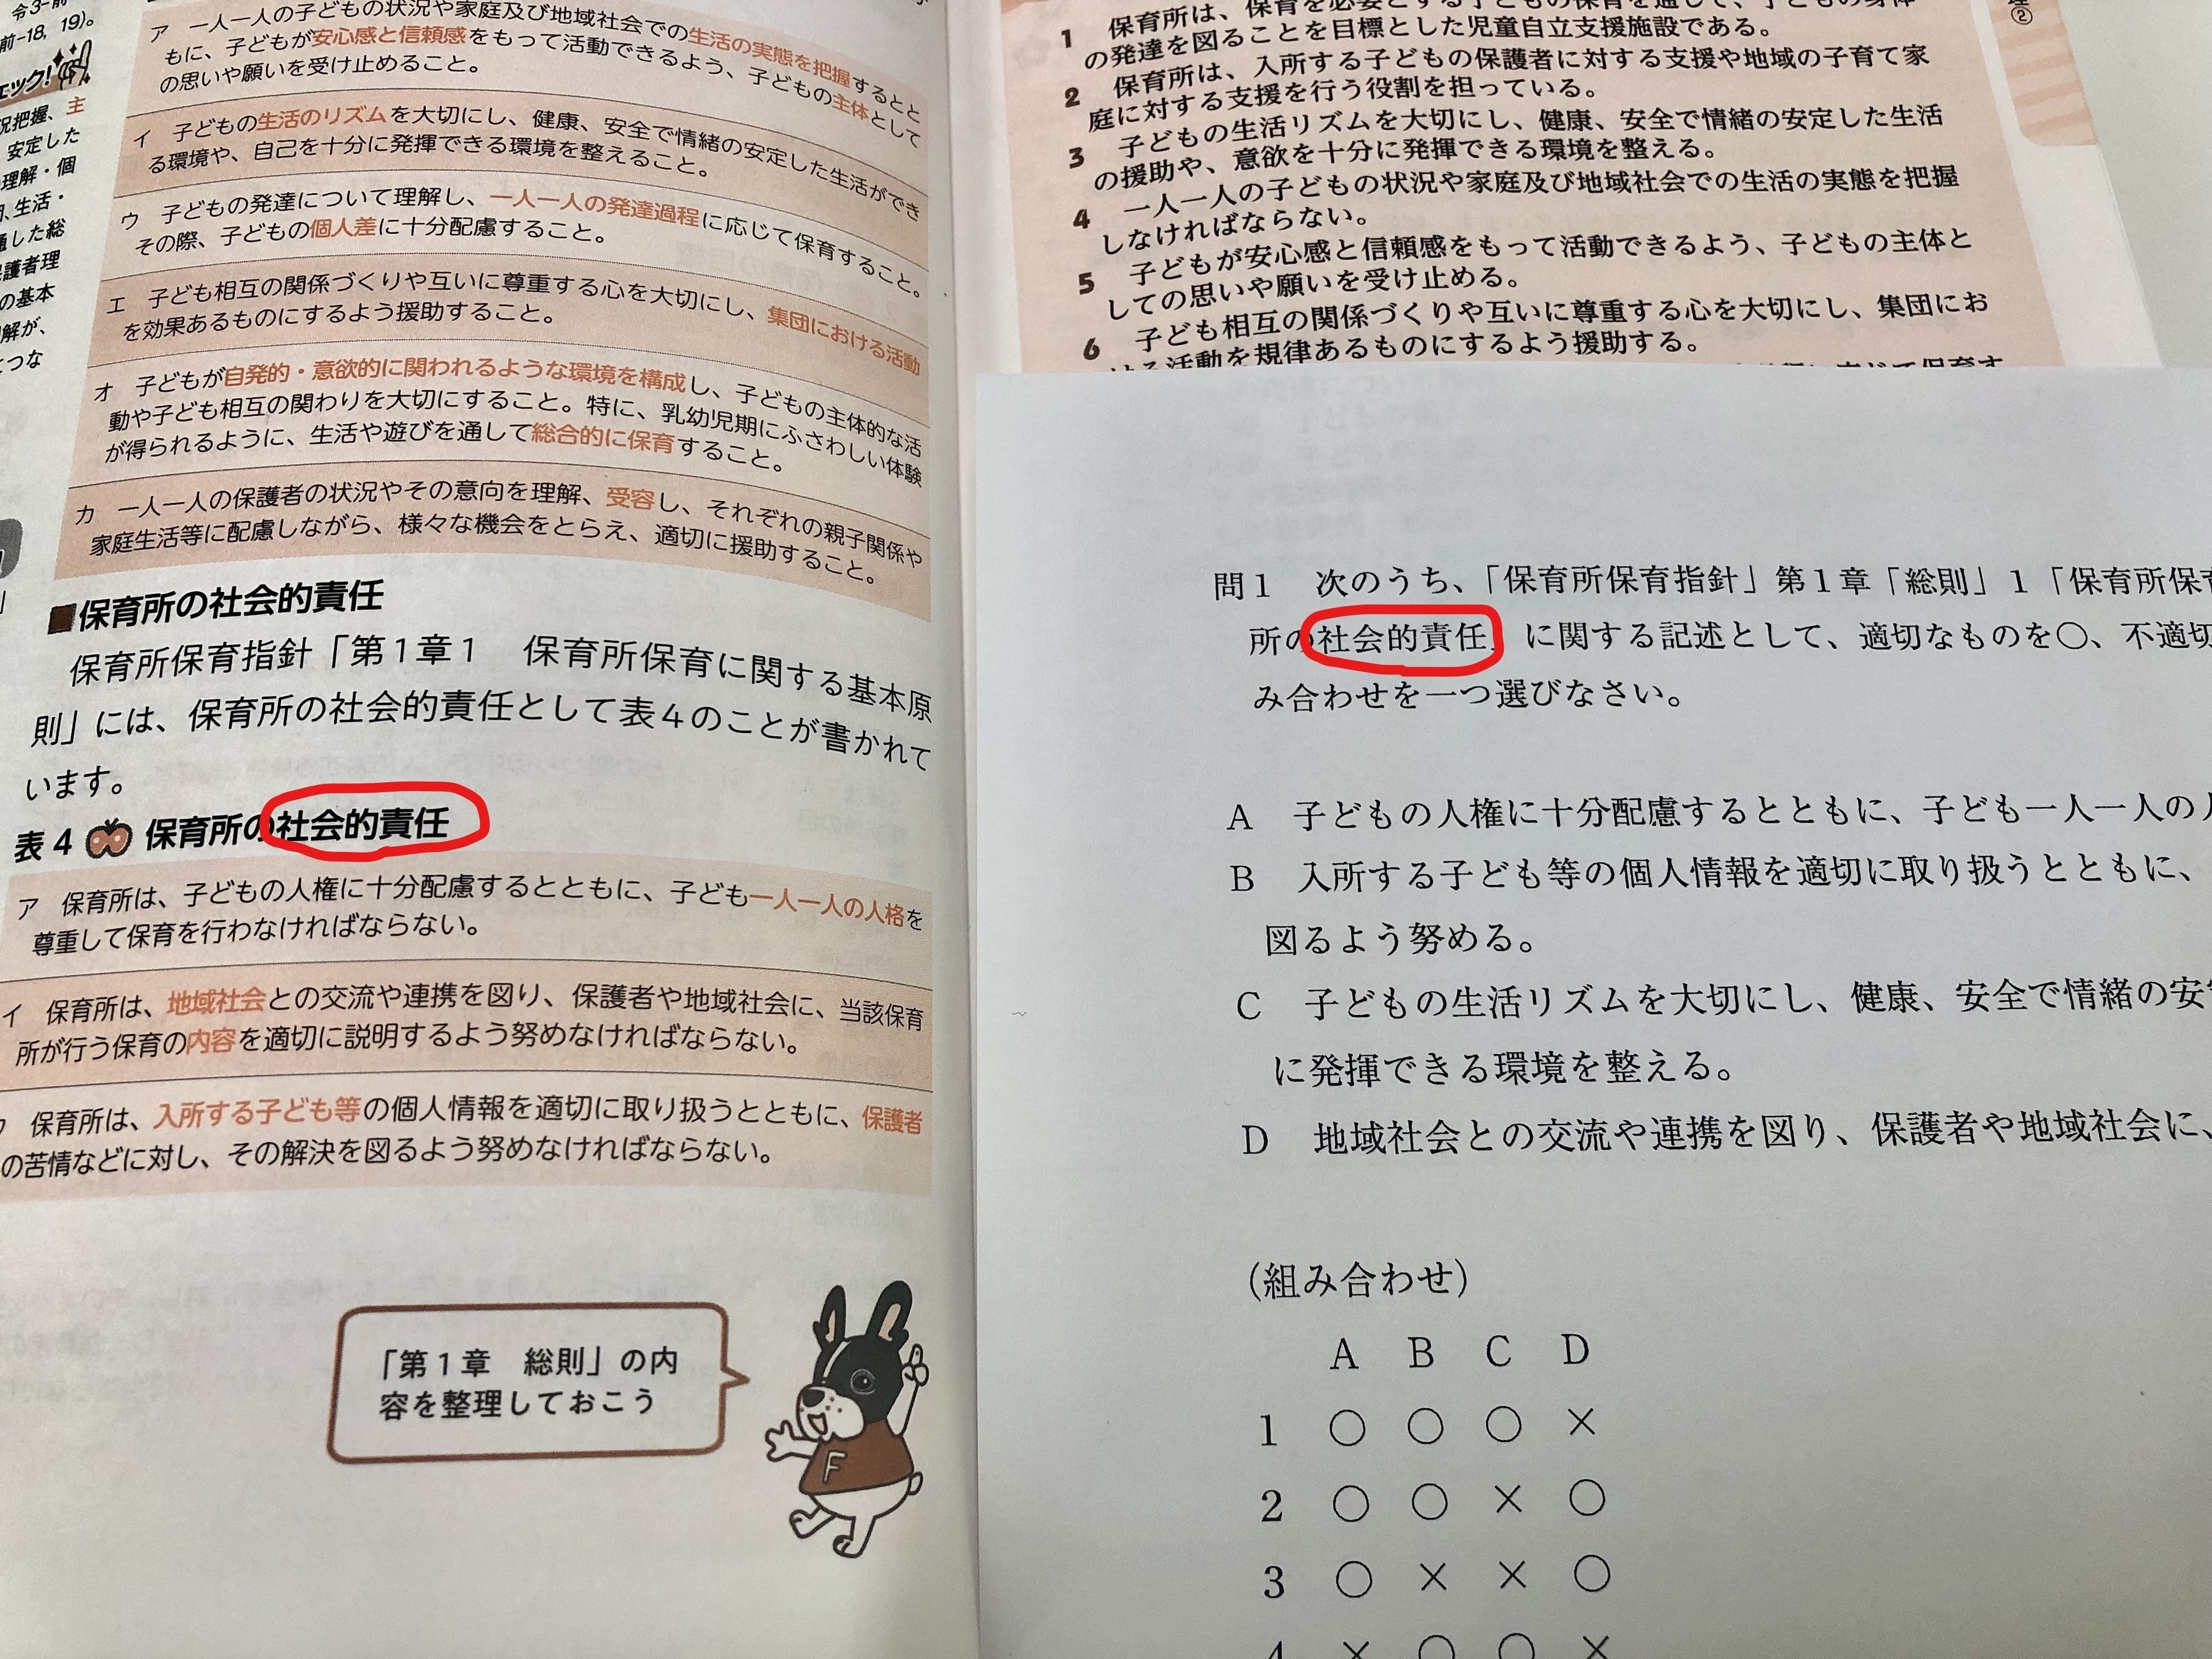 令3-前
前-18, 19)。
エック!
況把握、主
安定した
理解・個
生活・
通した総
護者理
の基本
解が、
つな
ア 一人一人の子どもの状況や家庭及び地域社会での生活の実態を把握するとと
もに、子どもが安心感と信頼感をもって活動できるよう、子どもの主体として
の思いや願いを受け止めること。
イ 子どもの生活のリズムを大切にし、健康、安全で情緒の安定した生活ができ
る環境や、自己を十分に発揮できる環境を整えること。
ウ 子どもの発達について理解し、一人一人の発達過程に応じて保育すること。
その際、子どもの個人差に十分配慮すること。
エ 子ども相互の関係づくりや互いに尊重する心を大切にし、集団における活動
を効果あるものにするよう援助すること。
オ 子どもが自発的・意欲的に関われるような環境を構成し、子どもの主体的な活
動や子ども相互の関わりを大切にすること。特に、乳幼児期にふさわしい体験
が得られるように、生活や遊びを通して総合的に保育すること。
カ 一人一人の保護者の状況やその意向を理解、受容し、それぞれの親子関係や
家庭生活等に配慮しながら、様々な機会をとらえ、適切に援助すること。
■保育所の社会的責任
保育所保育指針「第1章1 保育所保育に関する基本原
則」には、保育所の社会的責任として表4のことが書かれて
います。
表4 保育所の社会的責任
ア 保育所は、子どもの人権に十分配慮するとともに、子ども一人一人の人格を
尊重して保育を行わなければならない。
イ 保育所は、地域社会との交流や連携を図り、保護者や地域社会に、当該保育
所が行う保育の内容を適切に説明するよう努めなければならない。
保育所は、入所する子ども等の個人情報を適切に取り扱うとともに、保護者
の苦情などに対し、その解決を図るよう努めなければならない。
「第1章 総則」の内
容を整理しておこう
F
理②
1 保育所は、保育を必要とする子どもの保育を通して、子どもの身体
の発達を図ることを目標とした児童自立支援施設である。
2 保育所は、入所する子どもの保護者に対する支援や地域の子育て家
庭に対する支援を行う役割を担っている。
3 子どもの生活リズムを大切にし、健康、安全で情緒の安定した生活
の援助や、意欲を十分に発揮できる環境を整える。
4 一人一人の子どもの状況や家庭及び地域社会での生活の実態を把握
しなければならない。
5 子どもが安心感と信頼感をもって活動できるよう、子どもの主体と
しての思いや願いを受け止める。
6 子ども相互の関係づくりや互いに尊重する心を大切にし、集団にお
ける活動を規律あるものにするよう援助する。
問1 次のうち、「保育所保育指針」第1章「総則」1「保育所保育
所の社会的責任」に関する記述として、適切なものを○、不適切
み合わせを一つ選びなさい。
A 子どもの人権に十分配慮するとともに、子ども一人一人の人
B 入所する子ども等の個人情報を適切に取り扱うとともに、
図るよう努める。
C 子どもの生活リズムを大切にし、健康、安全で情緒の安
に発揮できる環境を整える。
D 地域社会との交流や連携を図り、保護者や地域社会に、
(組み合わせ)
A B C D
1 ○ ○ ○ ×
2 ○ ○ × ○
3 ○ × × ○
4 × ○ ○ ×